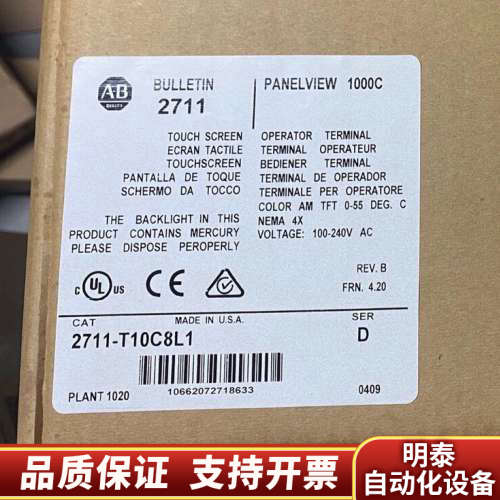 AB
QUALITY
BULLETIN
2711
PANELVIEW 1000C
TOUCH SCREEN OPERATOR TERMINAL
ECRAN TACTILE TERMINAL OPERATEUR
TOUCHSCREEN BEDIENER TERMINAL
PANTALLA DE TOQUE TERMINAL DE OPERADOR
SCHERMO DA TOCCO TERMINALE PER OPERATORE
COLOR AM TFT 0-55 DEG. C
NEMA 4X
VOLTAGE: 100-240V AC
THE BACKLIGHT IN THIS
PRODUCT CONTAINS MERCURY
PLEASE DISPOSE PEROPERLY
C UL US
CE
REV. B
FRN. 4.20
CAT MADE IN U.S.A. SER
2711-T10C8L1 D
PLANT 1020 10662072718633 0409
品质保证 支持开票
明泰
自动化设备